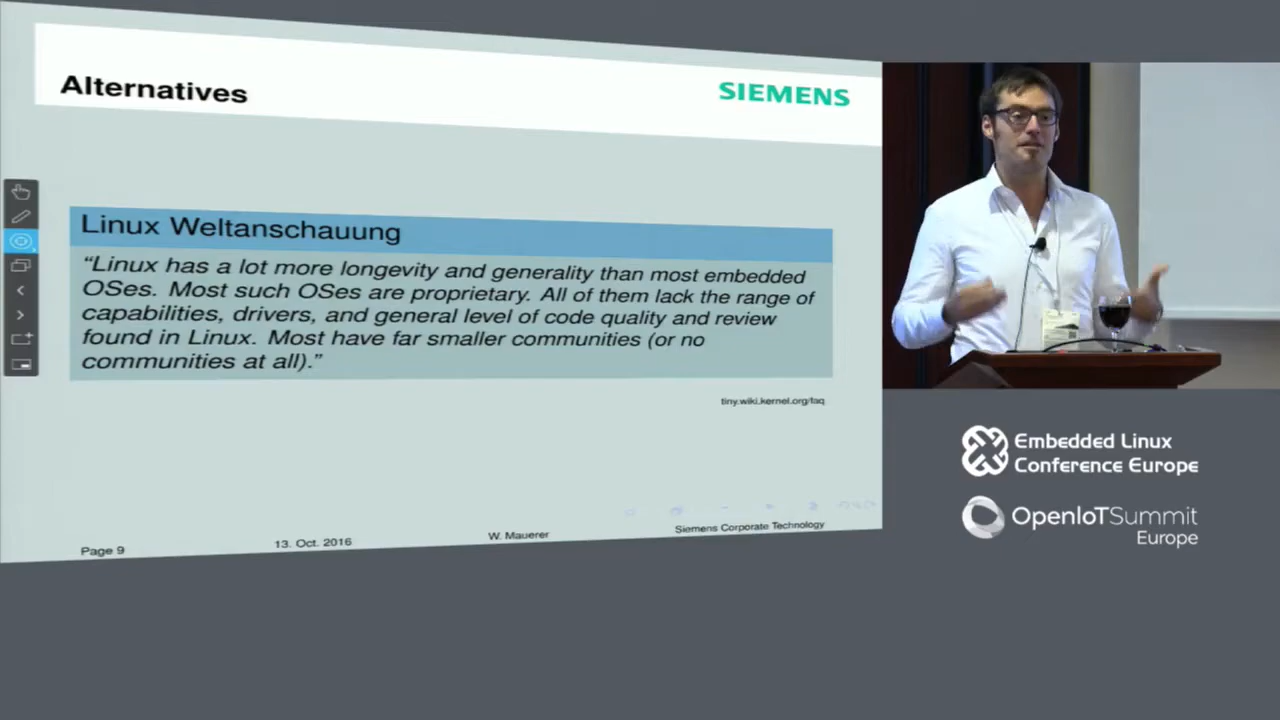 Alternatives
SIEMENS
Linux Weltanschauung
“Linux has a lot more longevity and generality than most embedded
OSes. Most such OSes are proprietary. All of them lack the range of
capabilities, drivers, and general level of code quality and review
found in Linux. Most have far smaller communities (or no
communities at all).”
tiny.wiki.kernel.org/faq
Page 9
13. Oct. 2016
W. Mauerer
Siemens Corporate Technology
Embedded Linux
Conference Europe
OpenIoTSummit
Europe